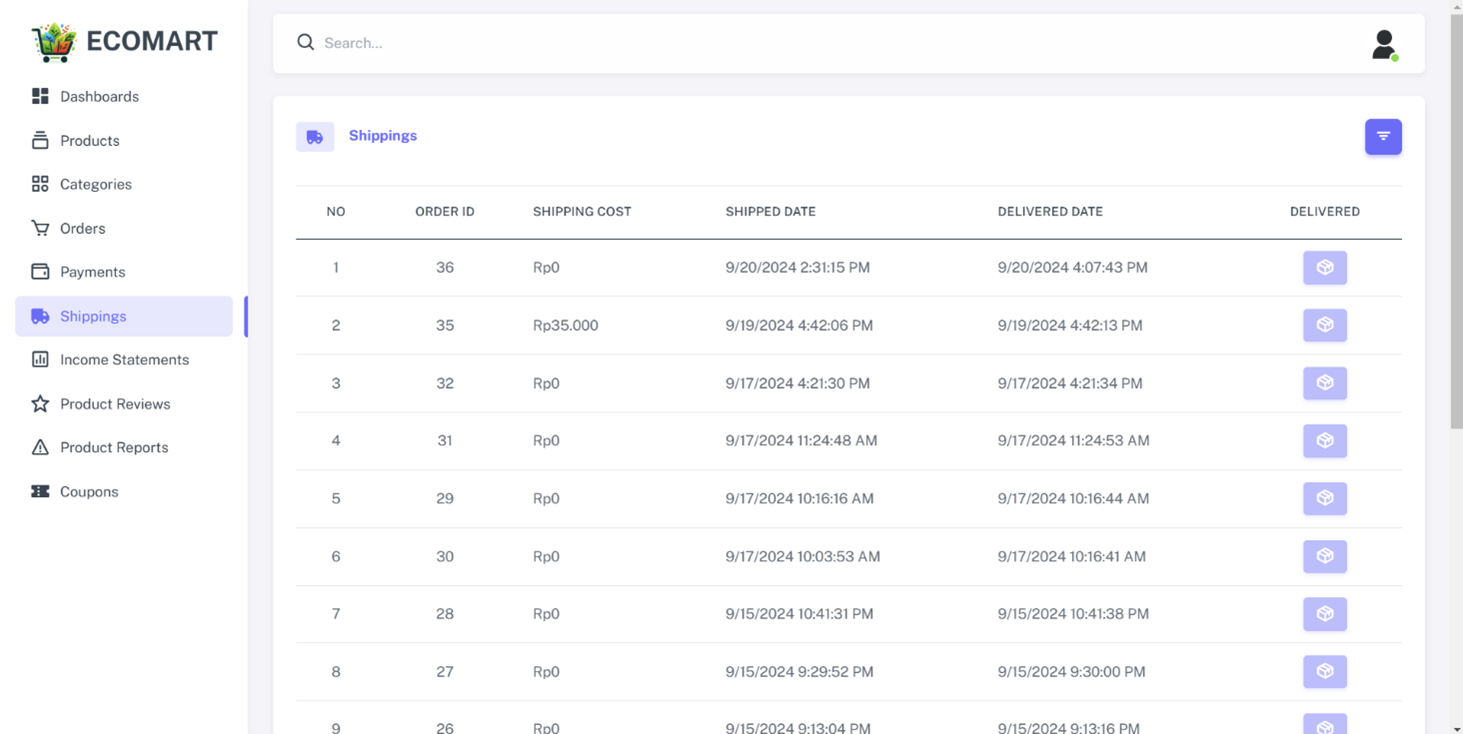 ECOMART
Search...
Dashboards
Products
Categories
Orders
Payments
Shippings
Income Statements
Product Reviews
Product Reports
Coupons
Shippings
NO ORDER ID SHIPPING COST SHIPPED DATE DELIVERED DATE DELIVERED
1 36 Rp0 9/20/2024 2:31:15 PM 9/20/2024 4:07:43 PM
2 35 Rp35.000 9/19/2024 4:42:06 PM 9/19/2024 4:42:13 PM
3 32 Rp0 9/17/2024 4:21:30 PM 9/17/2024 4:21:34 PM
4 31 Rp0 9/17/2024 11:24:48 AM 9/17/2024 11:24:53 AM
5 29 Rp0 9/17/2024 10:16:16 AM 9/17/2024 10:16:44 AM
6 30 Rp0 9/17/2024 10:03:53 AM 9/17/2024 10:16:41 AM
7 28 Rp0 9/15/2024 10:41:31 PM 9/15/2024 10:41:38 PM
8 27 Rp0 9/15/2024 9:29:52 PM 9/15/2024 9:30:00 PM
9 26 Rp0 9/15/2024 9:13:04 PM 9/15/2024 9:13:16 PM